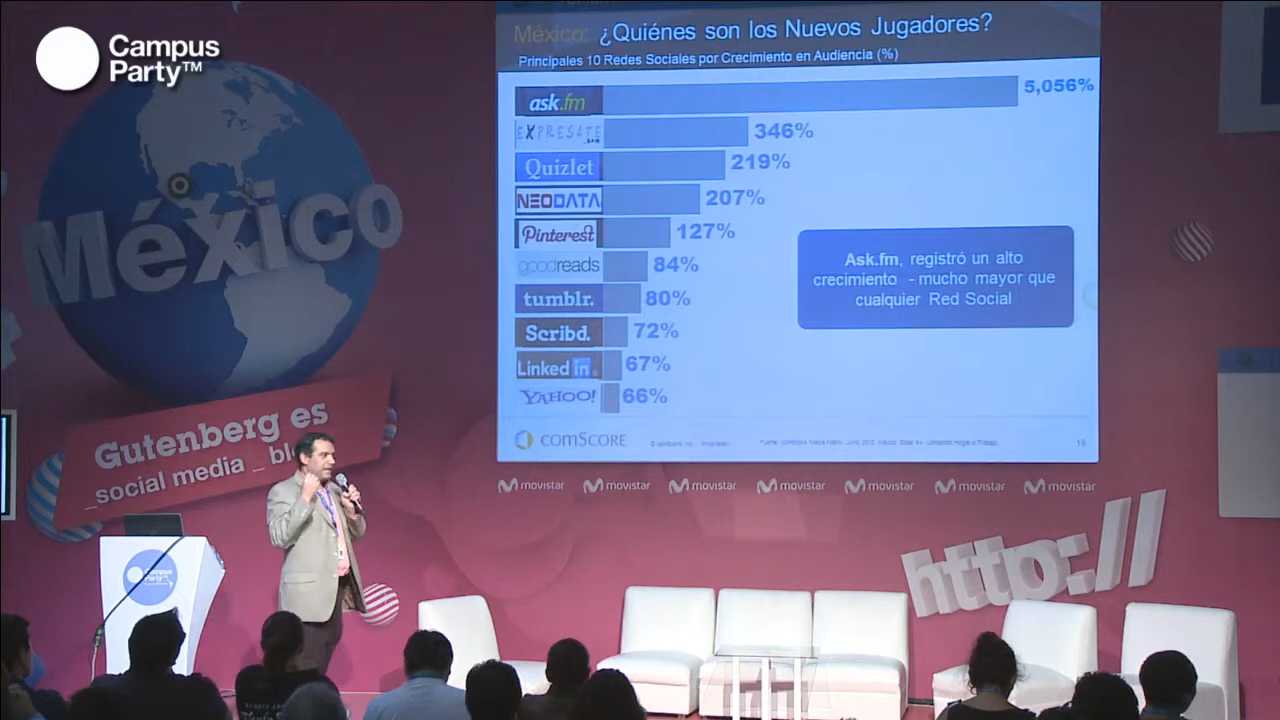 Campus
Party™
México: ¿Quiénes son los Nuevos Jugadores?
Principales 10 Redes Sociales por Crecimiento en Audiencia (%)
ask.fm 5,056%
EXPRESATE 346%
Quizlet 219%
NEODATA 207%
Pinterest 127%
goodreads 84%
tumblr. 80%
Scribd. 72%
Linked in 67%
YAHOO! 66%
Ask.fm, registró un alto
crecimiento - mucho mayor que
cualquier Red Social
comSCORE
15
movistar movistar movistar movistar movistar movistar movistar
México
Gutenberg es
_social media _
Campus
Party
http://